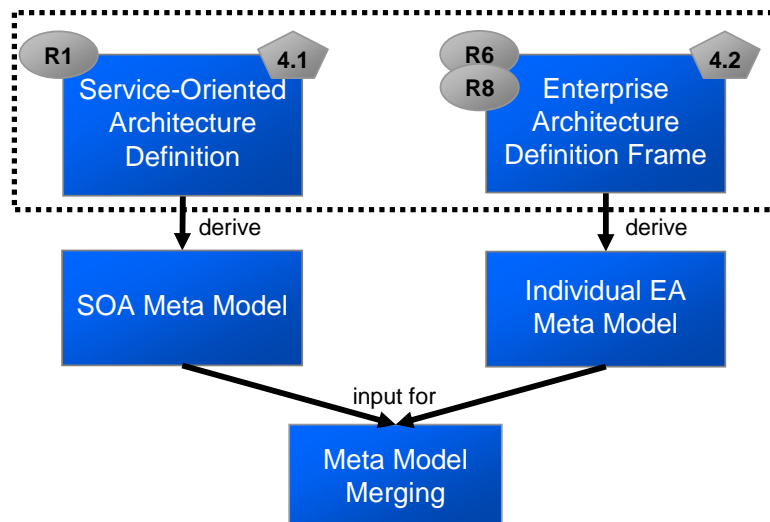 R1
4.1
Service-Oriented
Architecture
Definition
R6
R8
4.2
Enterprise
Architecture
Definition Frame
derive
derive
SOA Meta Model
Individual EA
Meta Model
input for
Meta Model
Merging